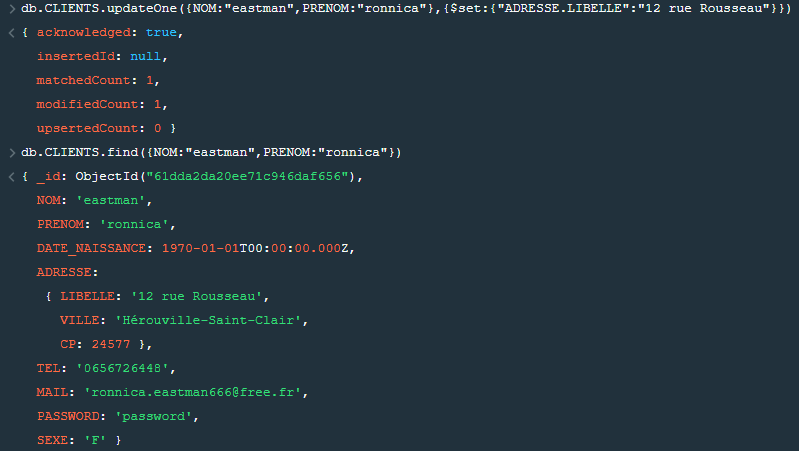 > db.CLIENTS.updateOne({NOM:"eastman",PRENOM:"ronnica"},{$set:{"ADRESSE.LIBELLE":"12 rue Rousseau"}})
< { acknowledged: true,
insertedId: null,
matchedCount: 1,
modifiedCount: 1,
upsertedCount: 0 }
> db.CLIENTS.find({NOM:"eastman",PRENOM:"ronnica"})
< { _id: ObjectId("61dda2da20ee71c946daf656"),
NOM: 'eastman',
PRENOM: 'ronnica',
DATE_NAISSANCE: 1970-01-01T00:00:00.000Z,
ADRESSE:
{ LIBELLE: '12 rue Rousseau',
VILLE: 'Hérouville-Saint-Clair',
CP: 24577 },
TEL: '0656726448',
MAIL: 'ronnica.eastman666@free.fr',
PASSWORD: 'password',
SEXE: 'F' }